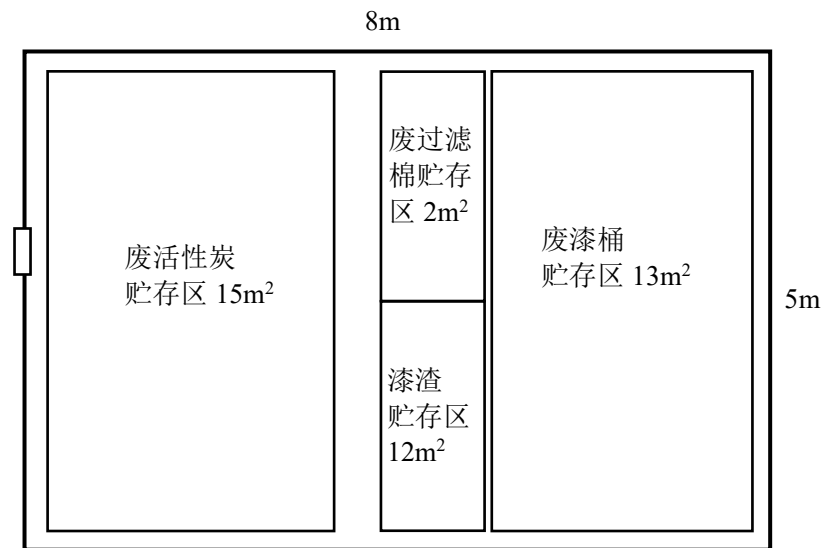 8m
废活性炭
贮存区 15m²
废过滤
棉贮存
区 2m²
漆渣
贮存区
12m²
废漆桶
贮存区 13m²
5m